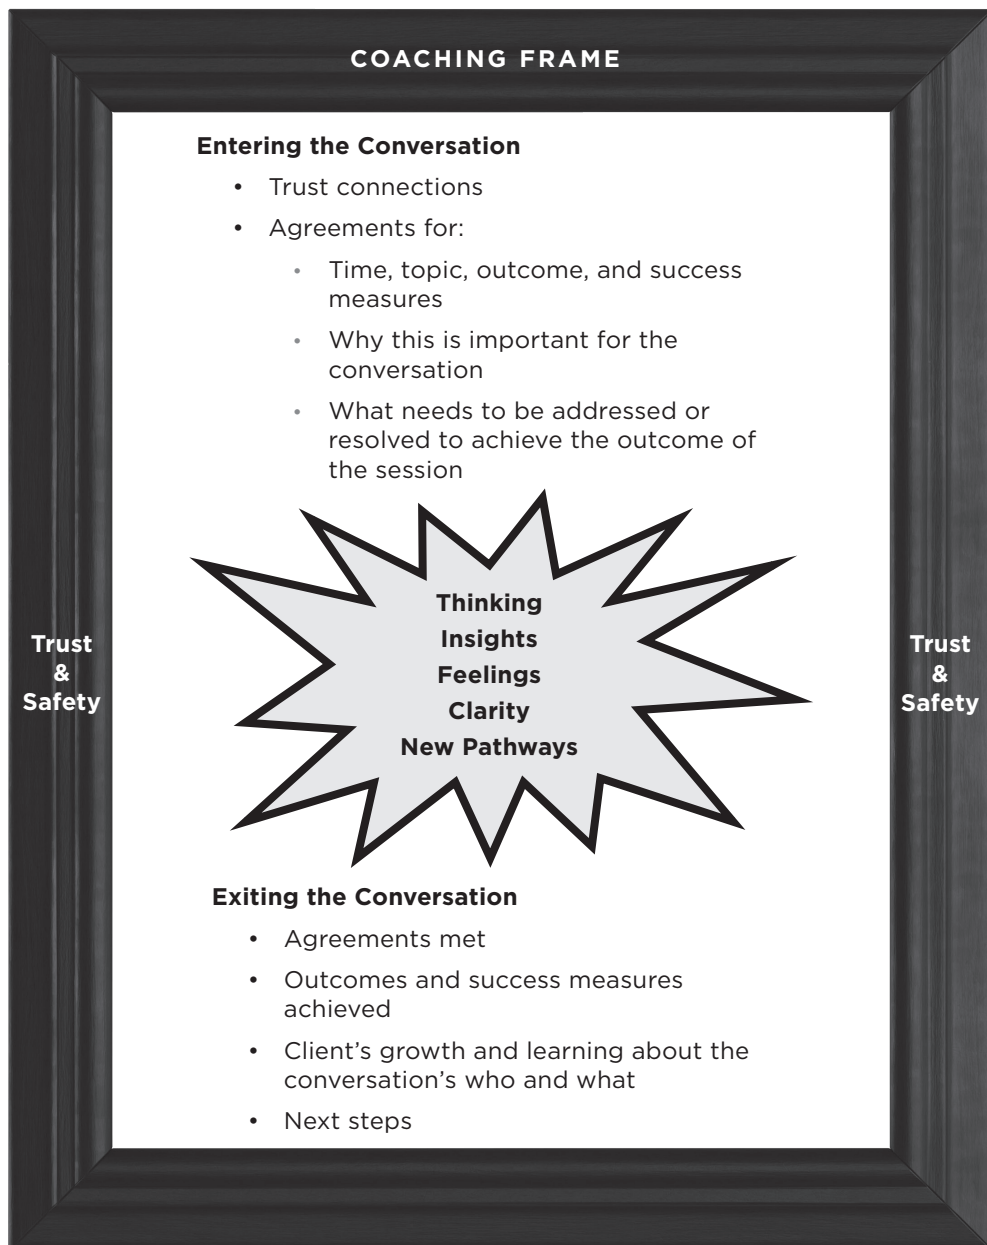 COACHING FRAME
Entering the Conversation
• Trust connections
• Agreements for:
• Time, topic, outcome, and success
measures
• Why this is important for the
conversation
• What needs to be addressed or
resolved to achieve the outcome of
the session
Thinking
Insights
Feelings
Clarity
New Pathways
Trust
&
Safety
Trust
&
Safety
Exiting the Conversation
• Agreements met
• Outcomes and success measures
achieved
• Client’s growth and learning about the
conversation’s who and what
• Next steps